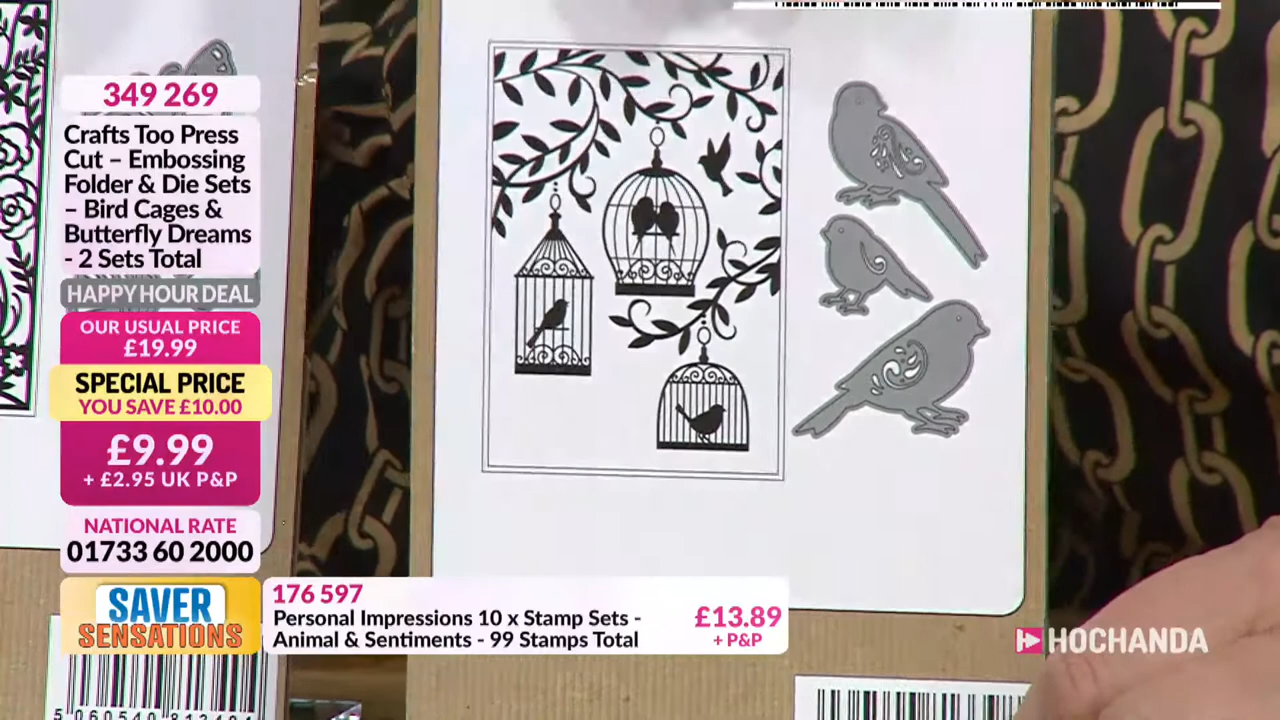 349 269
Crafts Too Press
Cut – Embossing
Folder & Die Sets
– Bird Cages &
Butterfly Dreams
- 2 Sets Total
HAPPY HOUR DEAL
OUR USUAL PRICE
£19.99
SPECIAL PRICE
YOU SAVE £10.00
£9.99
+ £2.95 UK P&P
NATIONAL RATE
01733 60 2000
SAVER
SENSATIONS
176 597
Personal Impressions 10 x Stamp Sets -
Animal & Sentiments - 99 Stamps Total
£13.89
+ P&P
HOCHANDA